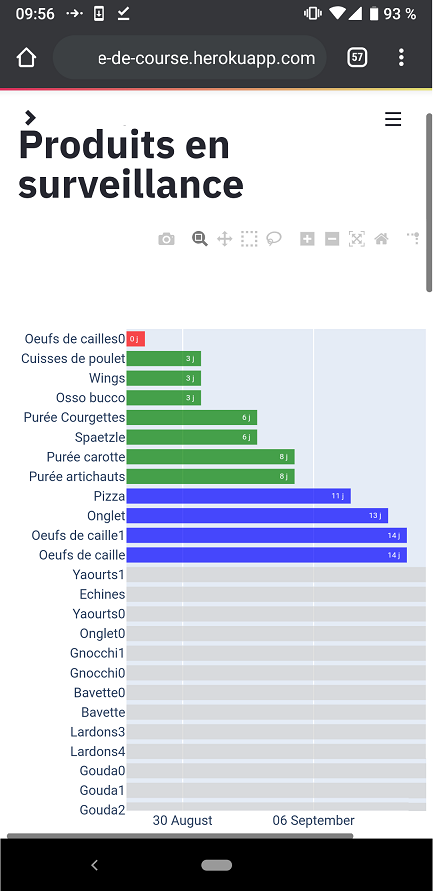 09:56
93 %
e-de-course.herokuapp.com
57
Produits en
surveillance
Oeufs de cailles0 0 j
Cuisses de poulet 3 j
Wings 3 j
Osso bucco 3 j
Purée Courgettes 6 j
Spaetzle 6 j
Purée carotte 8 j
Purée artichauts 8 j
Pizza 11 j
Onglet 13 j
Oeufs de caille1 14 j
Oeufs de caille 14 j
Yaourts1
Echines
Yaourts0
Onglet0
Gnocchi1
Gnocchi0
Bavette0
Bavette
Lardons3
Lardons4
Gouda0
Gouda1
Gouda2
30 August 06 September